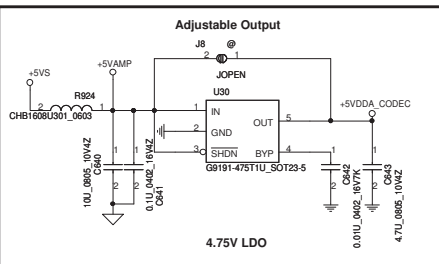 Adjustable Output
J8 @
2 1
JOPEN
+5VS
+5VAMP
R924
2 1
CHB1608U301_0603
U30
1 IN
2 GND
3 SHDN
OUT 5
BYP 4
G9191-475T1U_SOT23-5
+5VDDA_CODEC
1
2
10U_0805_10V4Z
C640
1
2
0.1U_0402_16V4Z
C641
1
2
C642
0.01U_0402_16V7K
1
2
C643
4.7U_0805_10V4Z
4.75V LDO